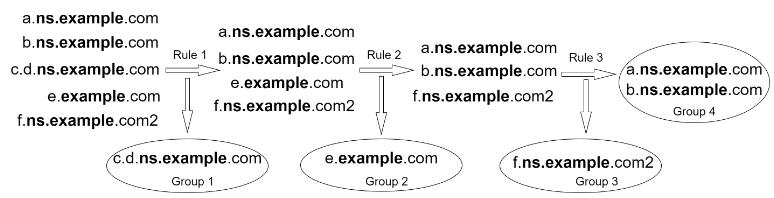 a.ns.example.com
b.ns.example.com
c.d.ns.example.com
e.example.com
f.ns.example.com2
Rule 1
a.ns.example.com
b.ns.example.com
e.example.com
f.ns.example.com2
Rule 2
a.ns.example.com
b.ns.example.com
f.ns.example.com2
Rule 3
a.ns.example.com
b.ns.example.com
Group 4
c.d.ns.example.com
Group 1
e.example.com
Group 2
f.ns.example.com2
Group 3